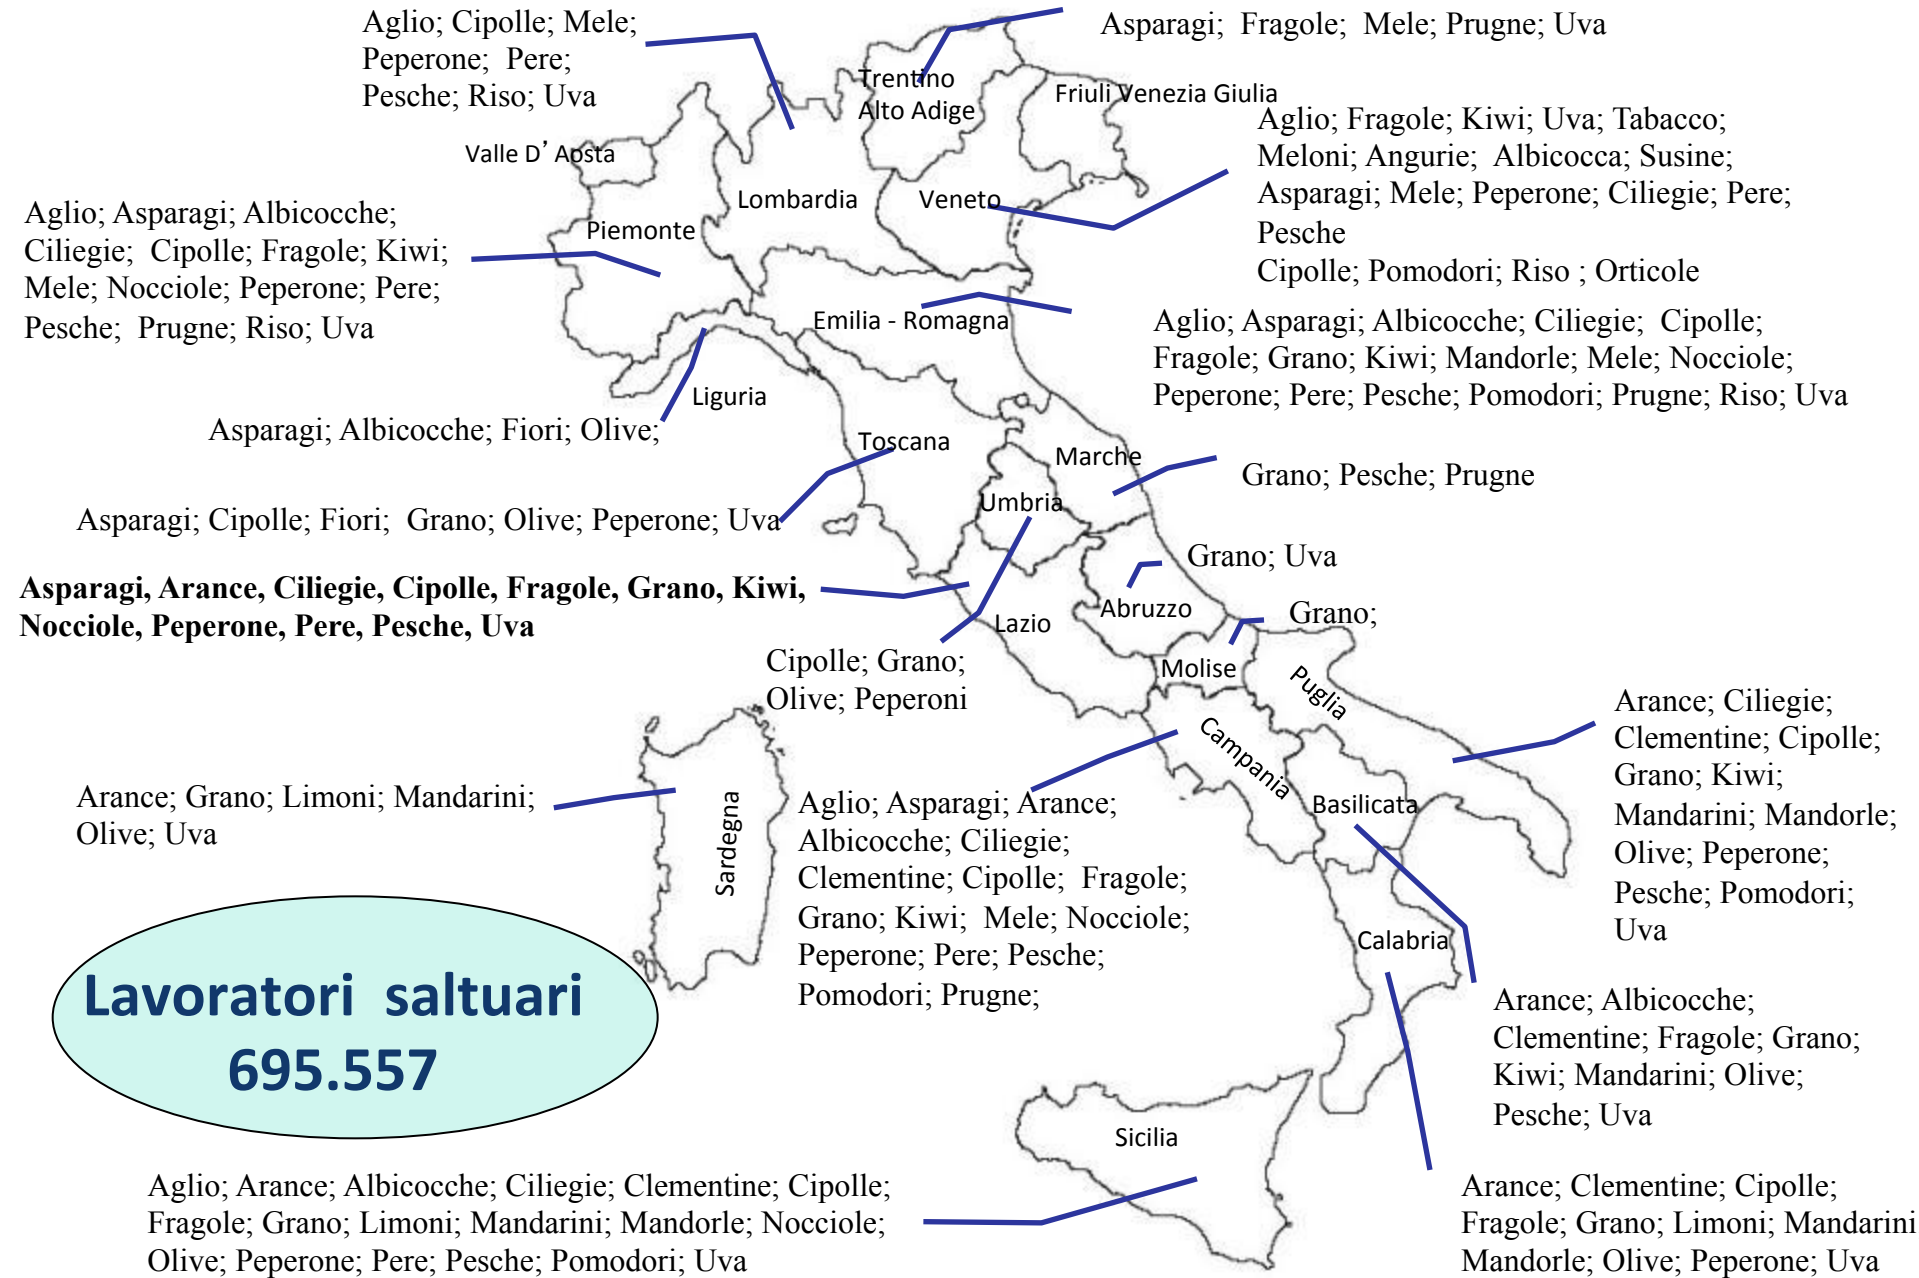 Aglio; Cipolle; Mele;
Peperone; Pere;
Pesche; Riso; Uva
Asparagi; Fragole; Mele; Prugne; Uva
Trentino
Alto Adige
Friuli Venezia Giulia
Aglio; Fragole; Kiwi; Uva; Tabacco;
Meloni; Angurie; Albicocca; Susine;
Asparagi; Mele; Peperone; Ciliegie; Pere;
Pesche
Cipolle; Pomodori; Riso ; Orticole
Valle D’ Aosta
Lombardia
Veneto
Piemonte
Aglio; Asparagi; Albicocche;
Ciliegie; Cipolle; Fragole; Kiwi;
Mele; Nocciole; Peperone; Pere;
Pesche; Prugne; Riso; Uva
Emilia - Romagna
Aglio; Asparagi; Albicocche; Ciliegie; Cipolle;
Fragole; Grano; Kiwi; Mandorle; Mele; Nocciole;
Peperone; Pere; Pesche; Pomodori; Prugne; Riso; Uva
Liguria
Asparagi; Albicocche; Fiori; Olive;
Toscana
Marche
Grano; Pesche; Prugne
Umbria
Asparagi; Cipolle; Fiori; Grano; Olive; Peperone; Uva
Grano; Uva
Asparagi, Arance, Ciliegie, Cipolle, Fragole, Grano, Kiwi,
Nocciole, Peperone, Pere, Pesche, Uva
Abruzzo
Grano;
Lazio
Cipolle; Grano;
Olive; Peperoni
Molise
Puglia
Arance; Ciliegie;
Clementine; Cipolle;
Grano; Kiwi;
Mandarini; Mandorle;
Olive; Peperone;
Pesche; Pomodori;
Uva
Campania
Basilicata
Arance; Grano; Limoni; Mandarini;
Olive; Uva
Sardegna
Aglio; Asparagi; Arance;
Albicocche; Ciliegie;
Clementine; Cipolle; Fragole;
Grano; Kiwi; Mele; Nocciole;
Peperone; Pere; Pesche;
Pomodori; Prugne;
Calabria
Lavoratori saltuari
695.557
Arance; Albicocche;
Clementine; Fragole; Grano;
Kiwi; Mandarini; Olive;
Pesche; Uva
Sicilia
Aglio; Arance; Albicocche; Ciliegie; Clementine; Cipolle;
Fragole; Grano; Limoni; Mandarini; Mandorle; Nocciole;
Olive; Peperone; Pere; Pesche; Pomodori; Uva
Arance; Clementine; Cipolle;
Fragole; Grano; Limoni; Mandarini
Mandorle; Olive; Peperone; Uva